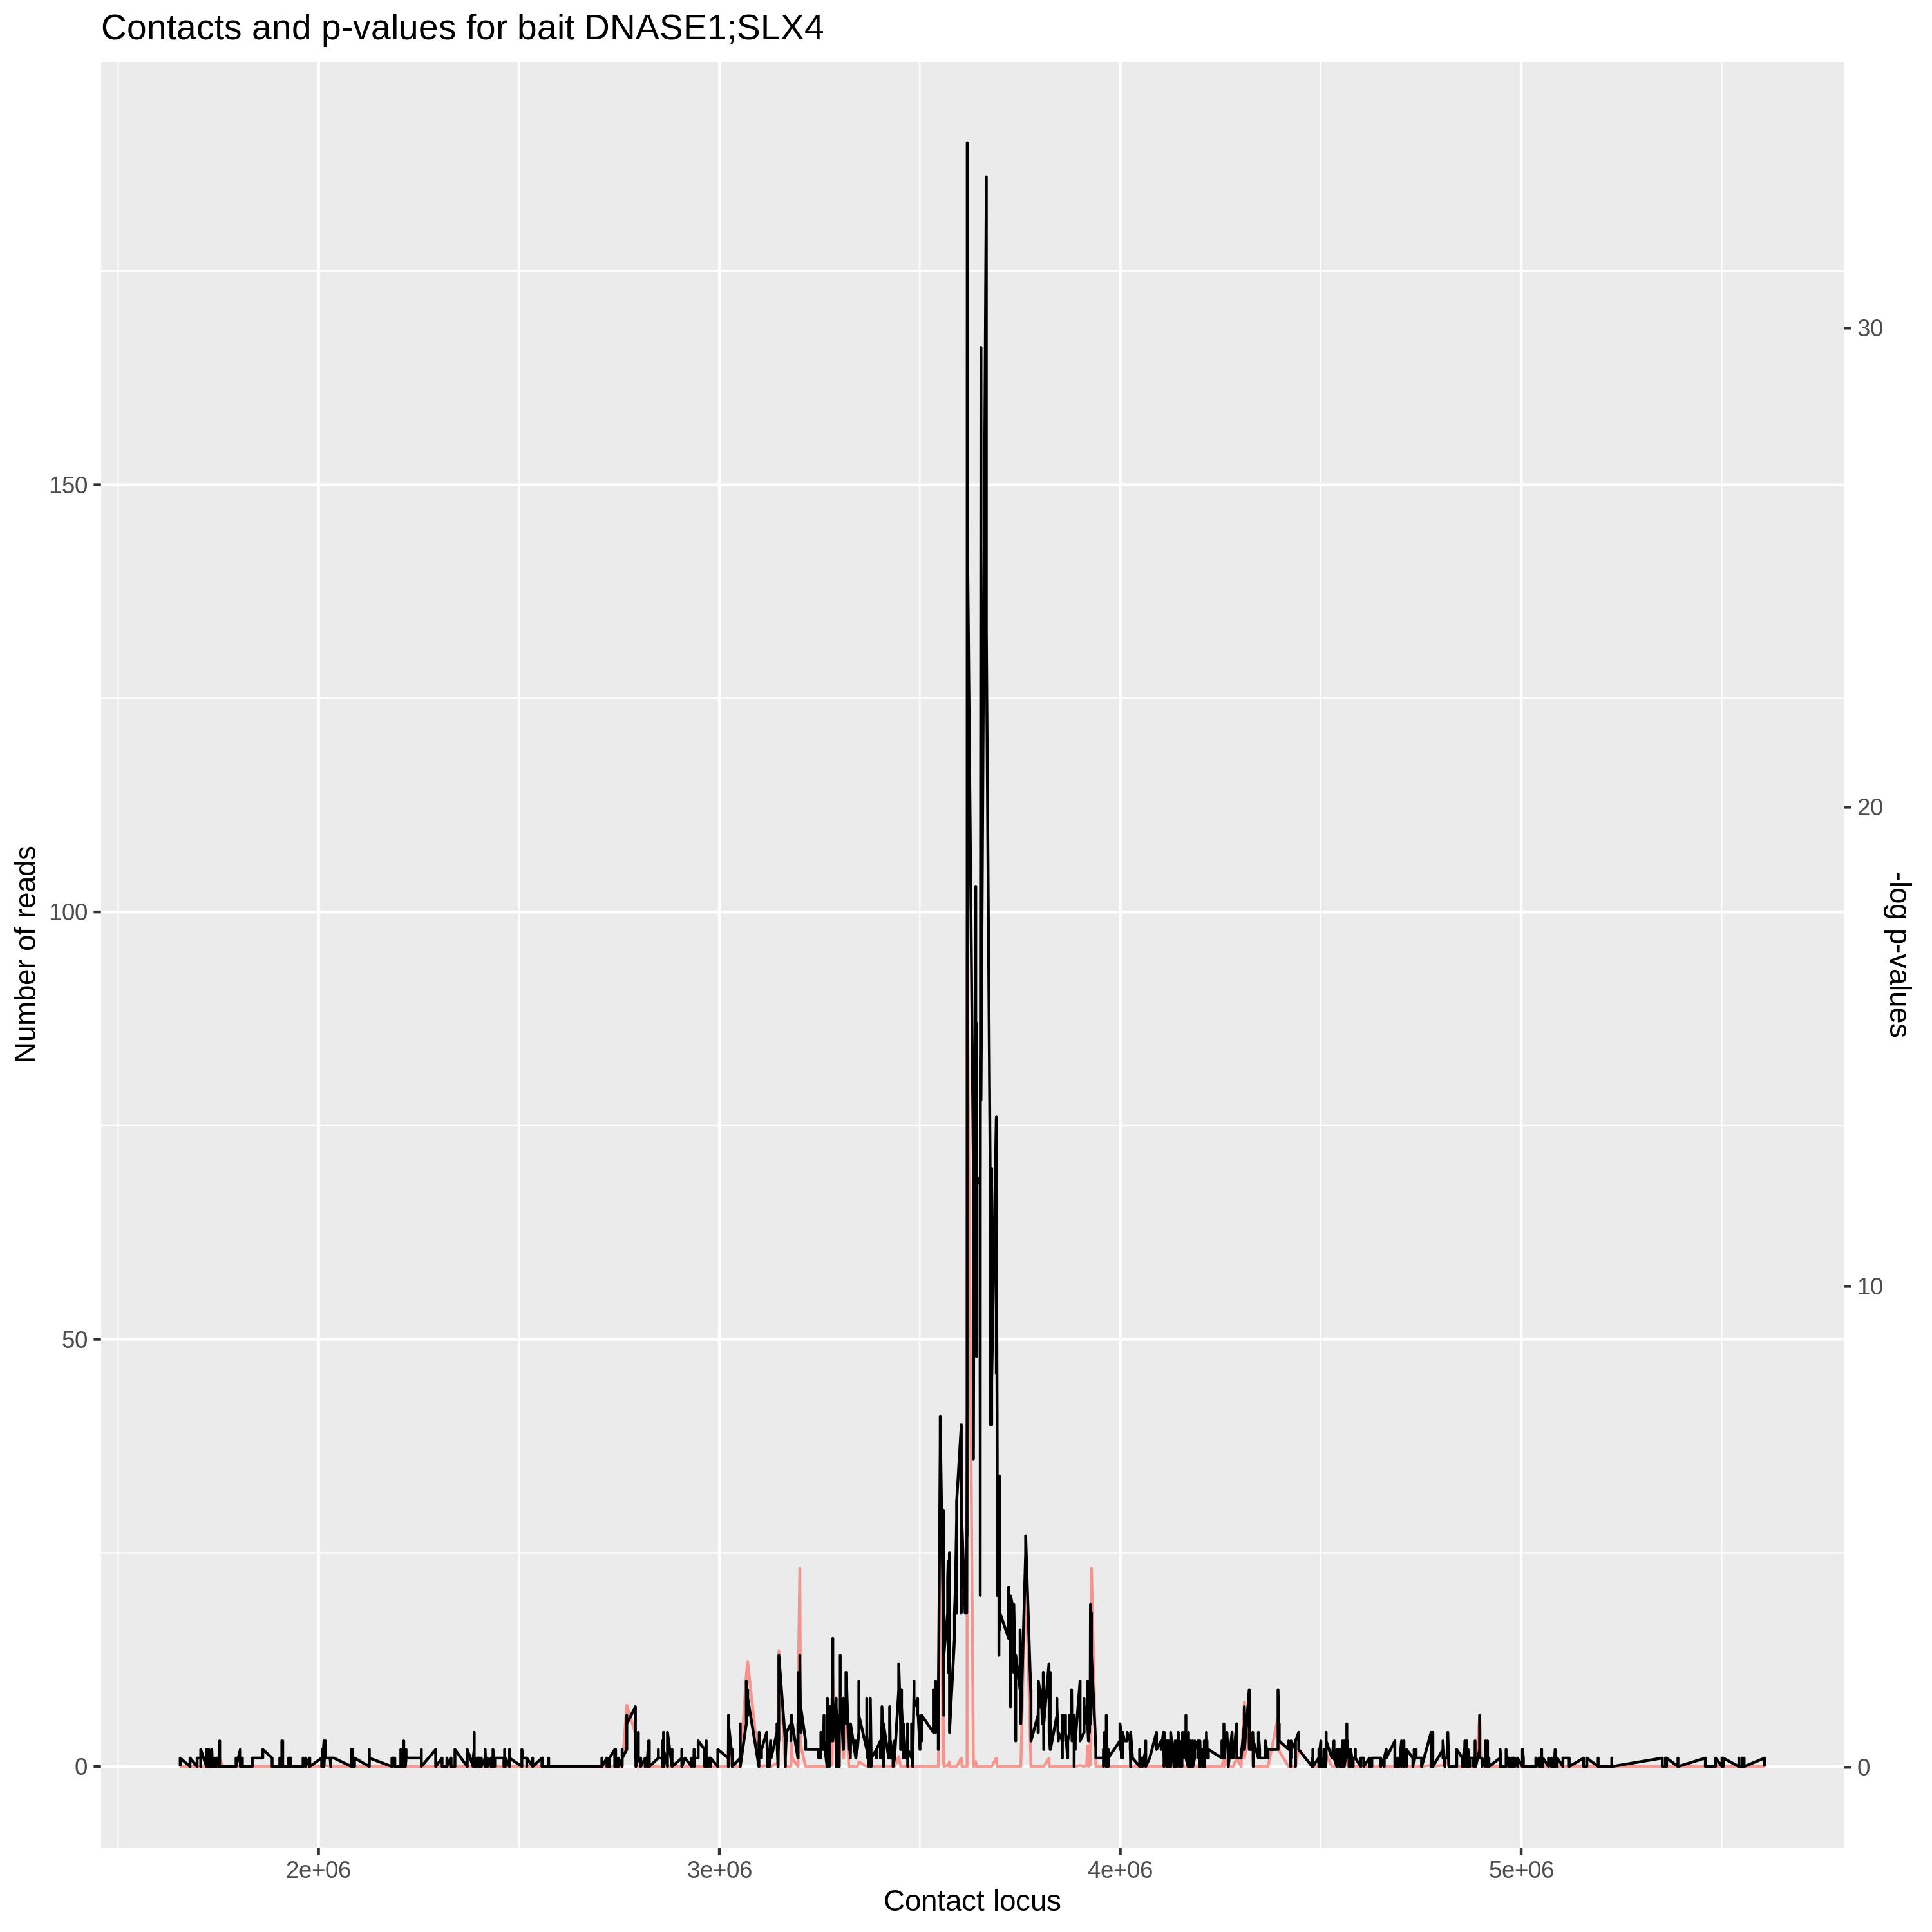 Contacts and p-values for bait DNASE1;SLX4
Number of reads
150
100
50
0
30
20
10
0
-log p-values
2e+06 3e+06 4e+06 5e+06
Contact locus